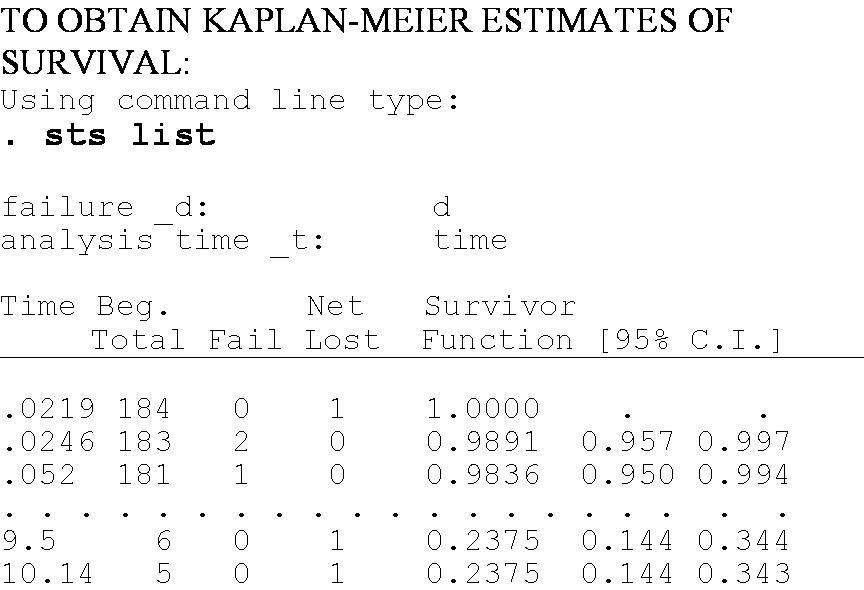 TO OBTAIN KAPLAN-MEIER ESTIMATES OF
SURVIVAL:
Using command line type:
. sts list
failure _d: d
analysis time _t: time
Time Beg. Net Survivor
Total Fail Lost Function [95% C.I.]
.0219 184 0 1 1.0000 . .
.0246 183 2 0 0.9891 0.957 0.997
.052 181 1 0 0.9836 0.950 0.994
. . . . . . . . . . . . . . . . . . . . .
9.5 6 0 1 0.2375 0.144 0.344
10.14 5 0 1 0.2375 0.144 0.343